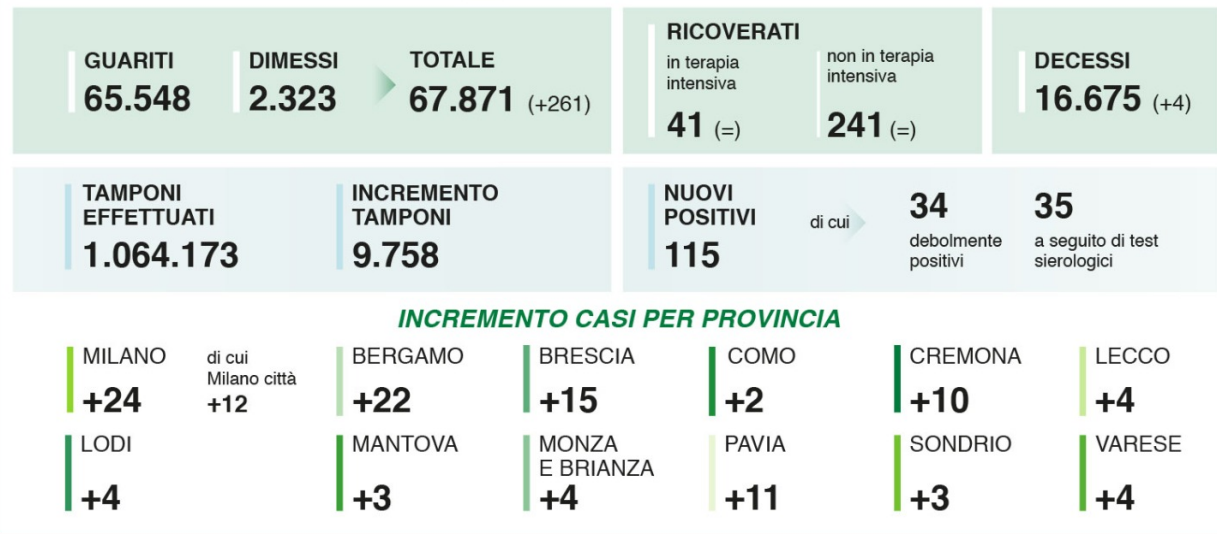 GUARITI
65.548
DIMESSI
2.323
TOTALE
67.871 (+261)
RICOVERATI
in terapia
intensiva
41 (=)
non in terapia
intensiva
241 (=)
DECESSI
16.675 (+4)
TAMPONI
EFFETTUATI
1.064.173
INCREMENTO
TAMPONI
9.758
NUOVI
POSITIVI
115
di cui
34
debolmente
positivi
35
a seguito di test
sierologici
INCREMENTO CASI PER PROVINCIA
MILANO
+24
di cui
Milano città
+12
BERGAMO
+22
BRESCIA
+15
COMO
+2
CREMONA
+10
LECCO
+4
LODI
+4
MANTOVA
+3
MONZA
E BRIANZA
+4
PAVIA
+11
SONDRIO
+3
VARESE
+4